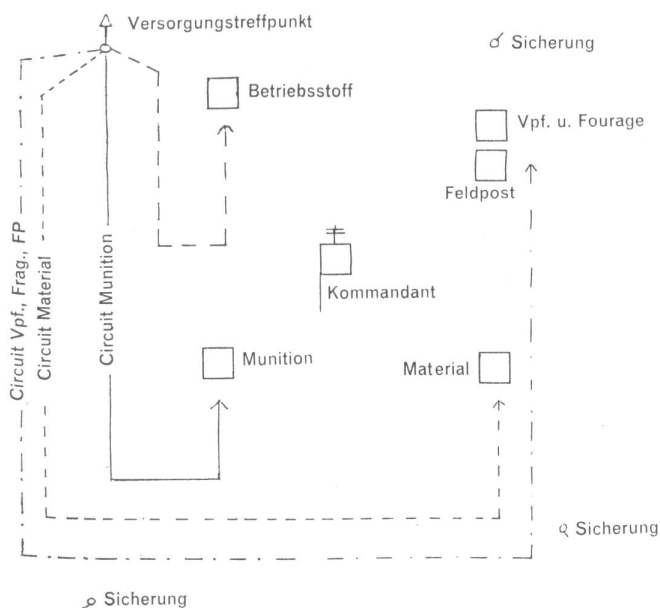 Versorgungstreffpunkt
Sicherung
Betriebsstoff
Vpf. u. Fourage
Feldpost
Circuit Vpf., Frag., FP
Circuit Material
Circuit Munition
Kommandant
Munition
Material
Sicherung
Sicherung